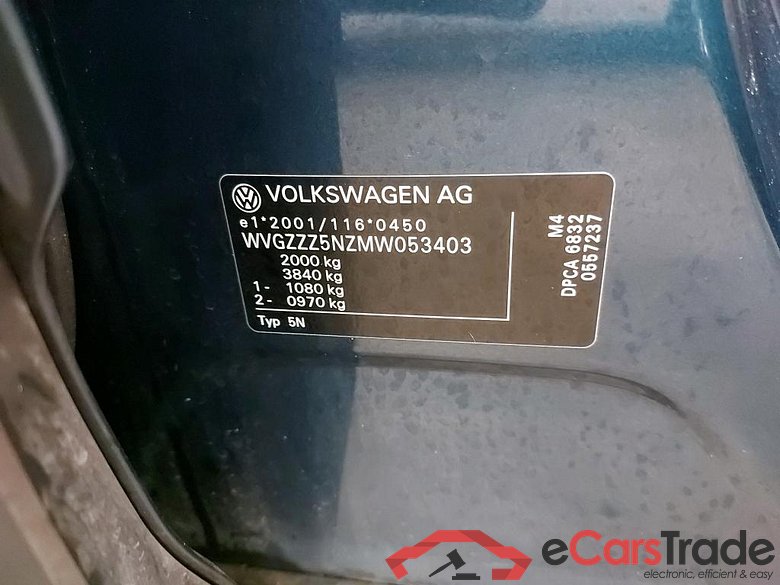 VOLKSWAGEN AG
e1*2001/116*0450
WVGZZZ5NZMW053403
2000 kg
3840 kg
1- 1080 kg
2- 0970 kg
Typ 5N
M4
DPCA 6832
0557237
eCarsTrade
electronic, efficient & easy